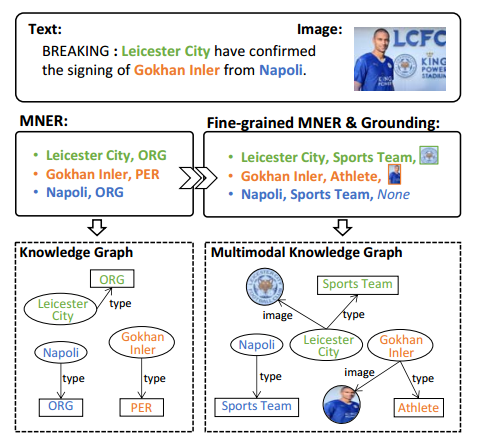 Text:
Image:
BREAKING : Leicester City have confirmed
the signing of Gokhan Inler from Napoli.
LCFC
KING
POWER
STADIUM
MNER:
• Leicester City, ORG
• Gokhan Inler, PER
• Napoli, ORG
Fine-grained MNER & Grounding:
• Leicester City, Sports Team,
• Gokhan Inler, Athlete,
• Napoli, Sports Team, None
Knowledge Graph
ORG
type
Leicester
City
Napoli
Gokhan
Inler
type
type
ORG
PER
Multimodal Knowledge Graph
Sports Team
image
type
Napoli
Leicester
City
Gokhan
Inler
type
image
type
Sports Team
Athlete